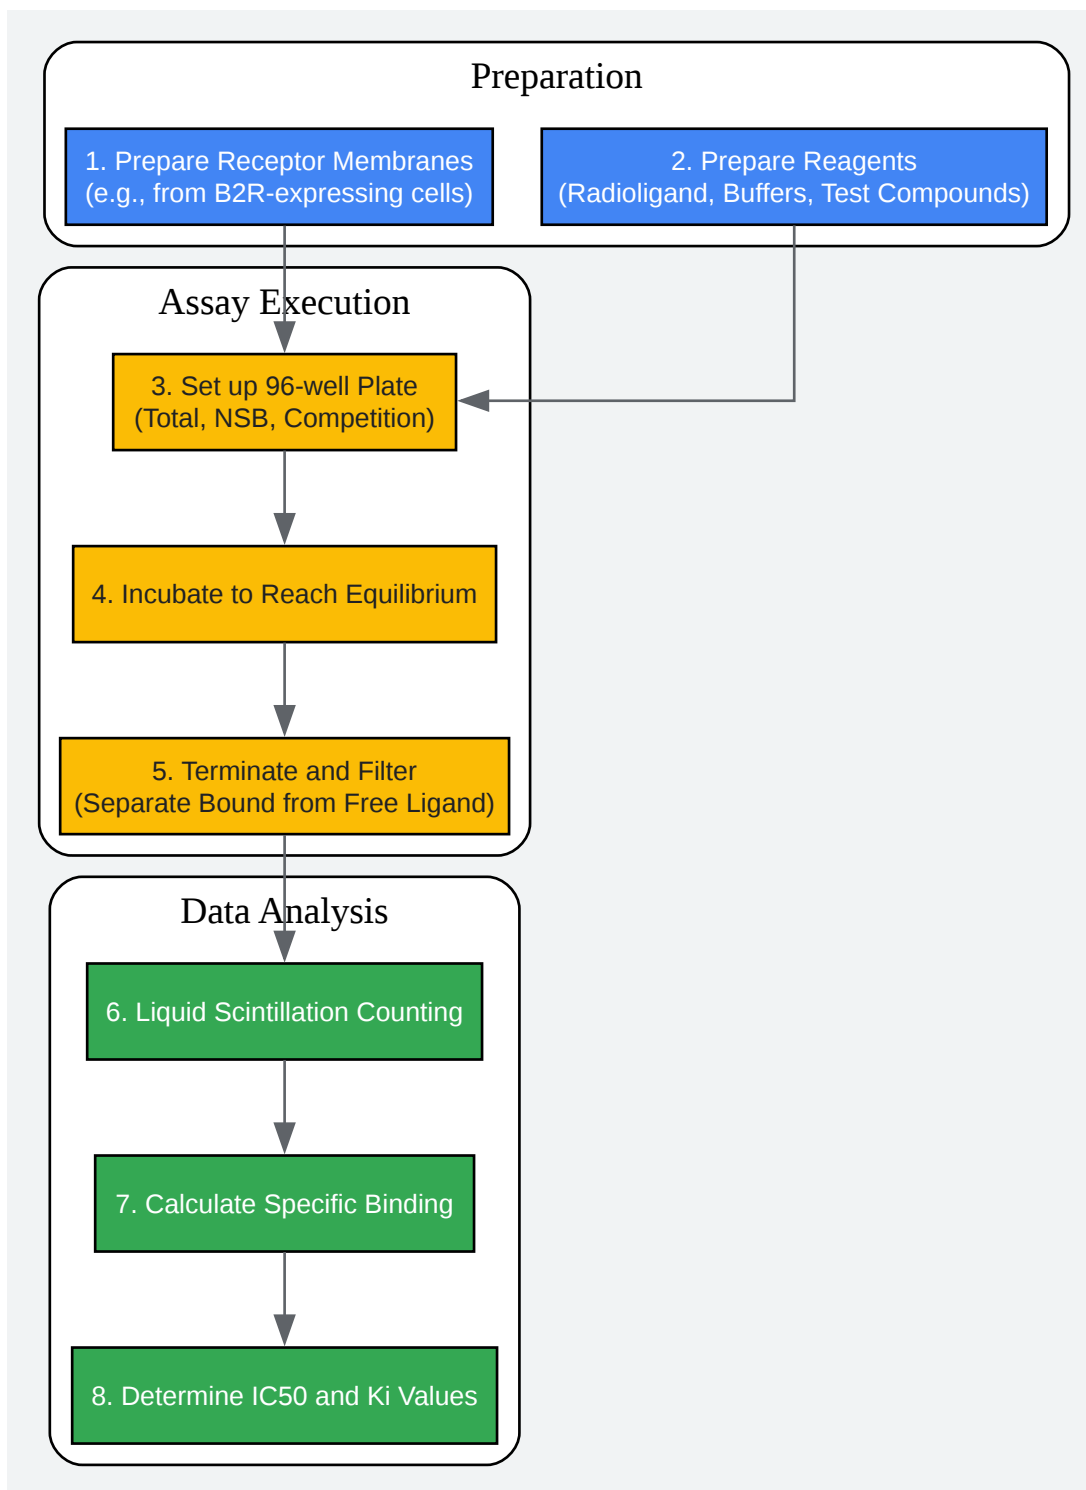 Preparation
1. Prepare Receptor Membranes
(e.g., from B2R-expressing cells)
2. Prepare Reagents
(Radioligand, Buffers, Test Compounds)
Assay Execution
3. Set up 96-well Plate
(Total, NSB, Competition)
4. Incubate to Reach Equilibrium
5. Terminate and Filter
(Separate Bound from Free Ligand)
Data Analysis
6. Liquid Scintillation Counting
7. Calculate Specific Binding
8. Determine IC50 and Ki Values